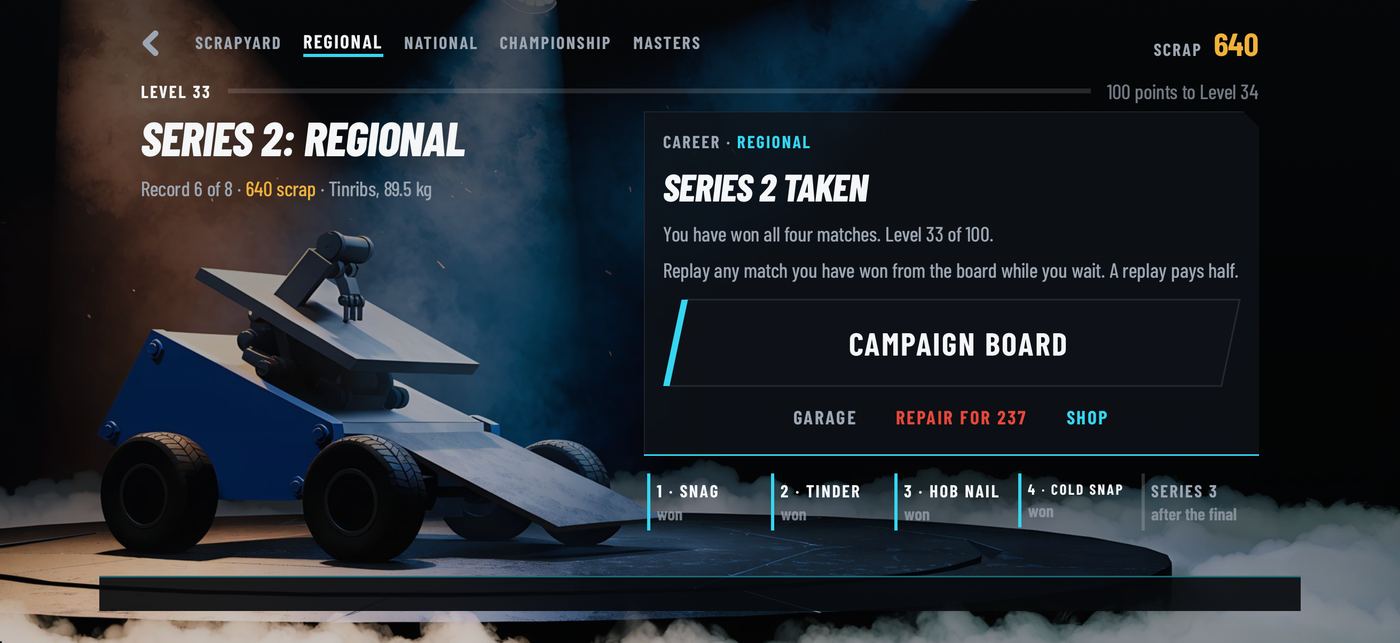 SCRAPYARD REGIONAL NATIONAL CHAMPIONSHIP MASTERS
SCRAP 640
LEVEL 33
100 points to Level 34
SERIES 2: REGIONAL
Record 6 of 8 · 640 scrap · Tinribs, 89.5 kg
CAREER · REGIONAL
SERIES 2 TAKEN
You have won all four matches. Level 33 of 100.
Replay any match you have won from the board while you wait. A replay pays half.
CAMPAIGN BOARD
GARAGE REPAIR FOR 237 SHOP
1 · SNAG
won
2 · TINDER
won
3 · HOB NAIL
won
4 · COLD SNAP
won
SERIES 3
after the final